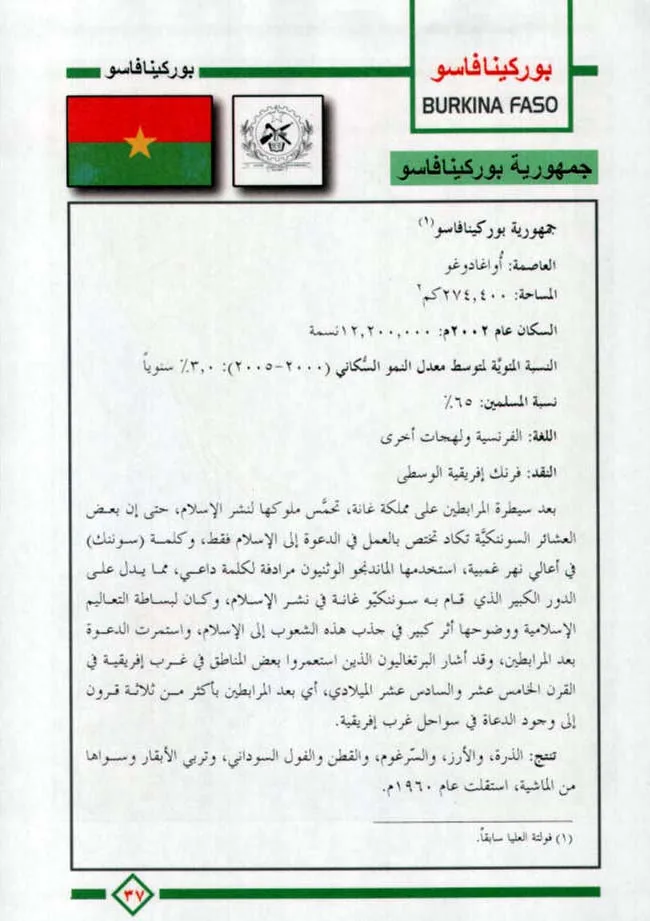 بوركينافاسو
بوركينافاسو
BURKINA FASO
جمهورية بوركينافاسو
جمهورية بوركينافاسو(١)
العاصمة: أُواغادوغو
المساحة: ٢٧٤,٤٠٠كم٢
السكان عام ٢٠٠٢م: ١٢,٢٠٠,٠٠٠نسمة
النسبة المئويَّة لمتوسط معدل النمو السُّكاني (٢٠٠٠-٢٠٠٥): ٣,٠٪ سنوياً
نسبة المسلمين: ٦٥٪
اللغة: الفرنسية ولهجات أخرى
النقد: فرنك إفريقية الوسطى
بعد سيطرة المرابطين على مملكة غانة، تحمَّس ملوكها لنشر الإسلام، حتى إن بعض
العشائر السوننكيَّة تكاد تختص بالعمل في الدعوة إلى الإسلام فقط، وكلمة (سوننك)
في أعالي نهر غمبية، استخدمها الماندنجو الوثنيون مرادفة لكلمة داعي، مما يدل على
الدور الكبير الذي قام به سوننكيّو غانة في نشر الإسلام، وكان لبساطة التعاليم
الإسلامية ووضوحها أثر كبير في جذب هذه الشعوب إلى الإسلام، واستمرت الدعوة
بعد المرابطين، وقد أشار البرتغاليون الذين استعمروا بعض المناطق في غرب إفريقية في
القرن الخامس عشر والسادس عشر الميلادي، أي بعد المرابطين بأكثر من ثلاثة قرون
إلى وجود الدعاة في سواحل غرب إفريقية.
تنتج: الذرة، والأرز، والسّرغوم، والقطن والفول السوداني، وتربي الأبقار وسواها
من الماشية، استقلت عام ١٩٦٠م.
(١) فولتة العليا سابقاً.
٣٧